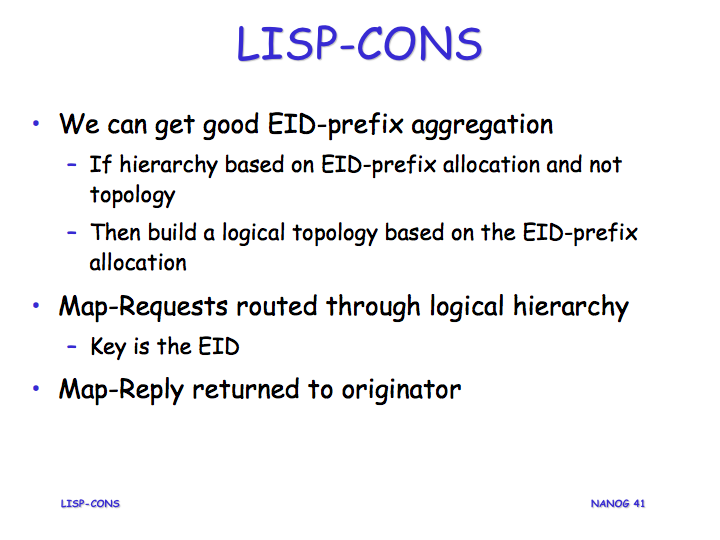 LISP-CONS
• We can get good EID-prefix aggregation
– If hierarchy based on EID-prefix allocation and not
topology
– Then build a logical topology based on the EID-prefix
allocation
• Map-Requests routed through logical hierarchy
– Key is the EID
• Map-Reply returned to originator
LISP-CONS
NANOG 41